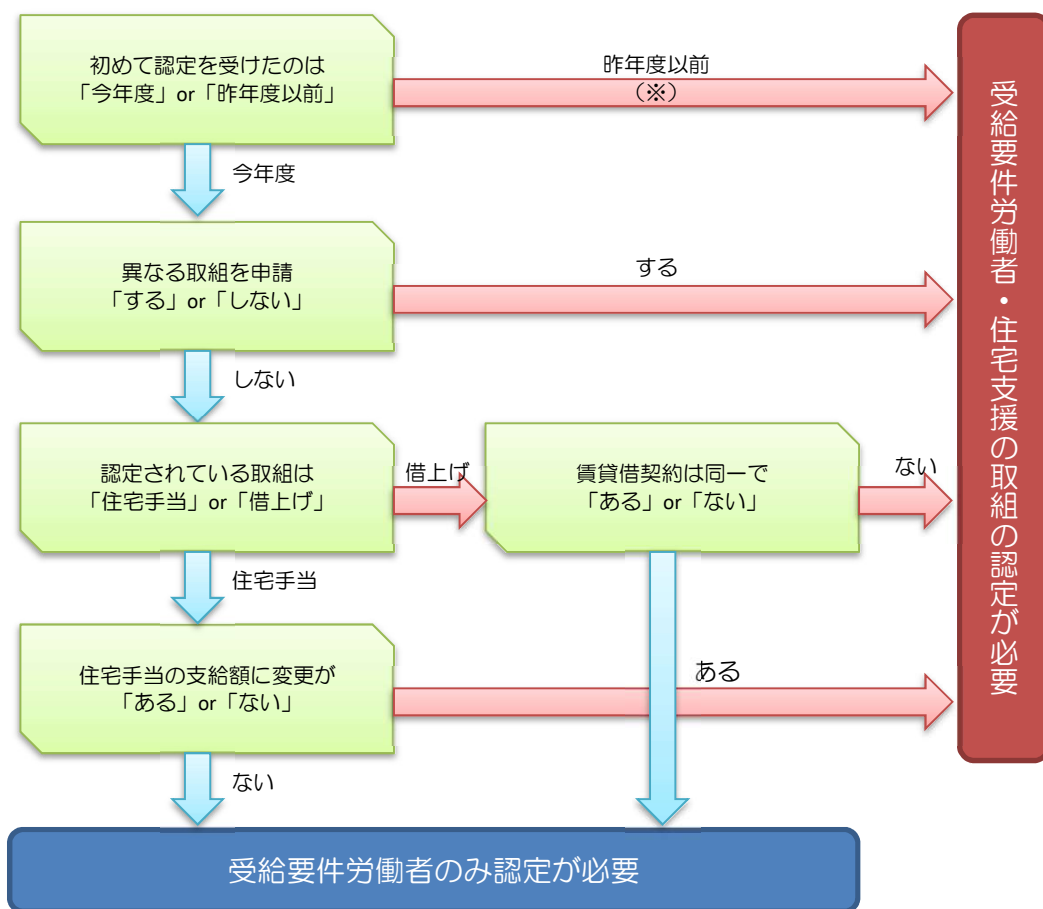 初めて認定を受けたのは
「今年度」or「昨年度以前」
昨年度以前
（※）
今年度
異なる取組を申請
「する」or「しない」
する
しない
認定されている取組は
「住宅手当」or「借上げ」
借上げ
賃貸借契約は同一で
「ある」or「ない」
ない
住宅手当
住宅手当の支給額に変更が
「ある」or「ない」
ある
ない
受給要件労働者のみ認定が必要
受給要件労働者・住宅支援の取組の認定が必要